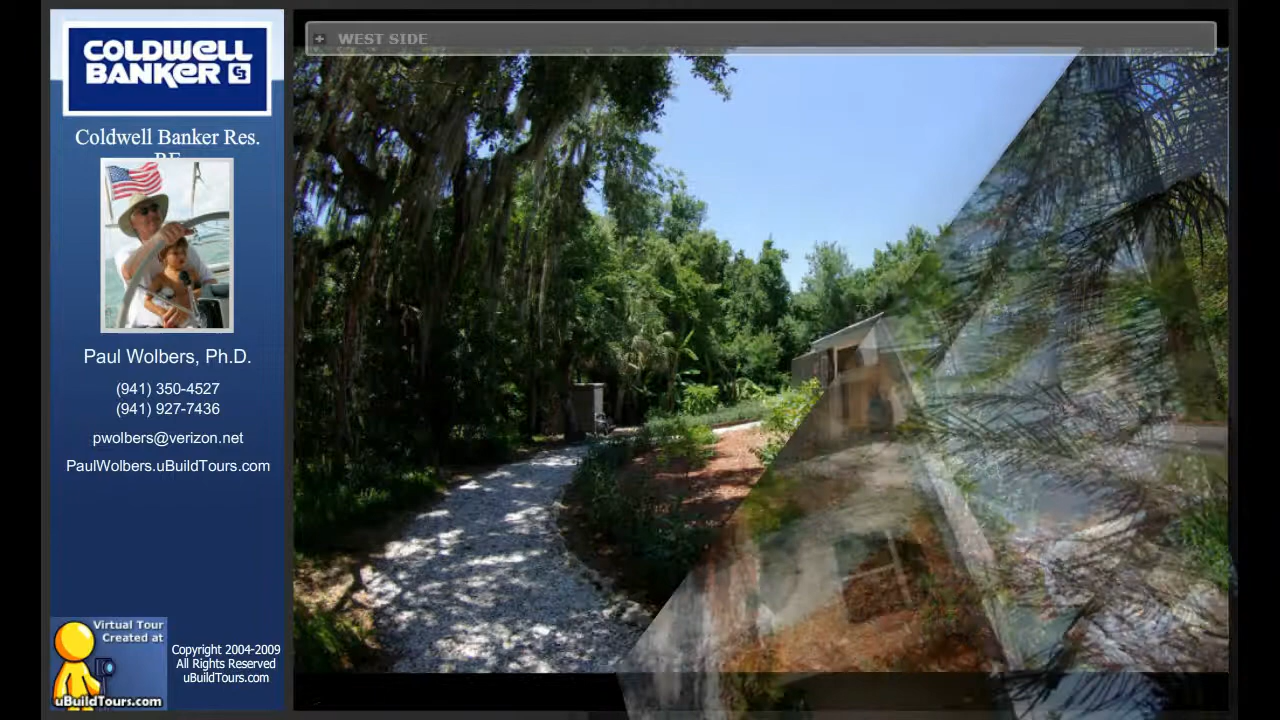 COLDWELL
BANKER
Coldwell Banker Res.
RE
Paul Wolbers, Ph.D.
(941) 350-4527
(941) 927-7436
pwolbers@verizon.net
PaulWolbers.uBuildTours.com
Virtual Tour
Created at
uBuildTours.com
Copyright 2004-2009
All Rights Reserved
uBuildTours.com
WEST SIDE